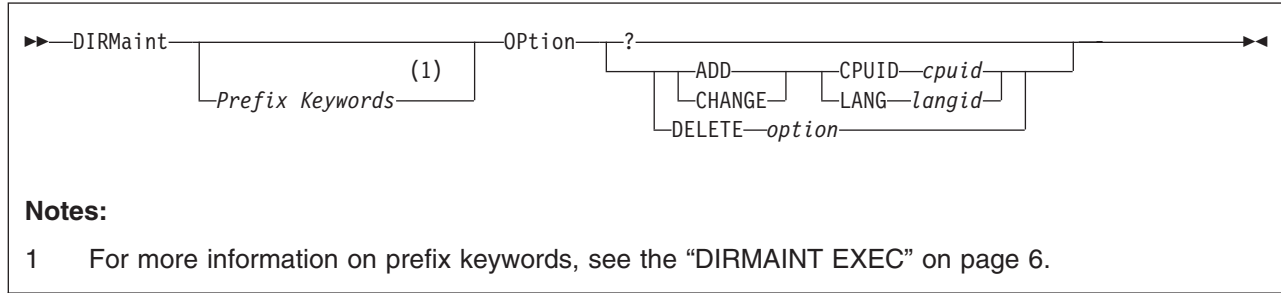 DIRMaint OPtion ?
(1) ADD CPUID cpuid
Prefix Keywords CHANGE LANG langid
DELETE option
Notes:
1 For more information on prefix keywords, see the “DIRMAINT EXEC” on page 6.